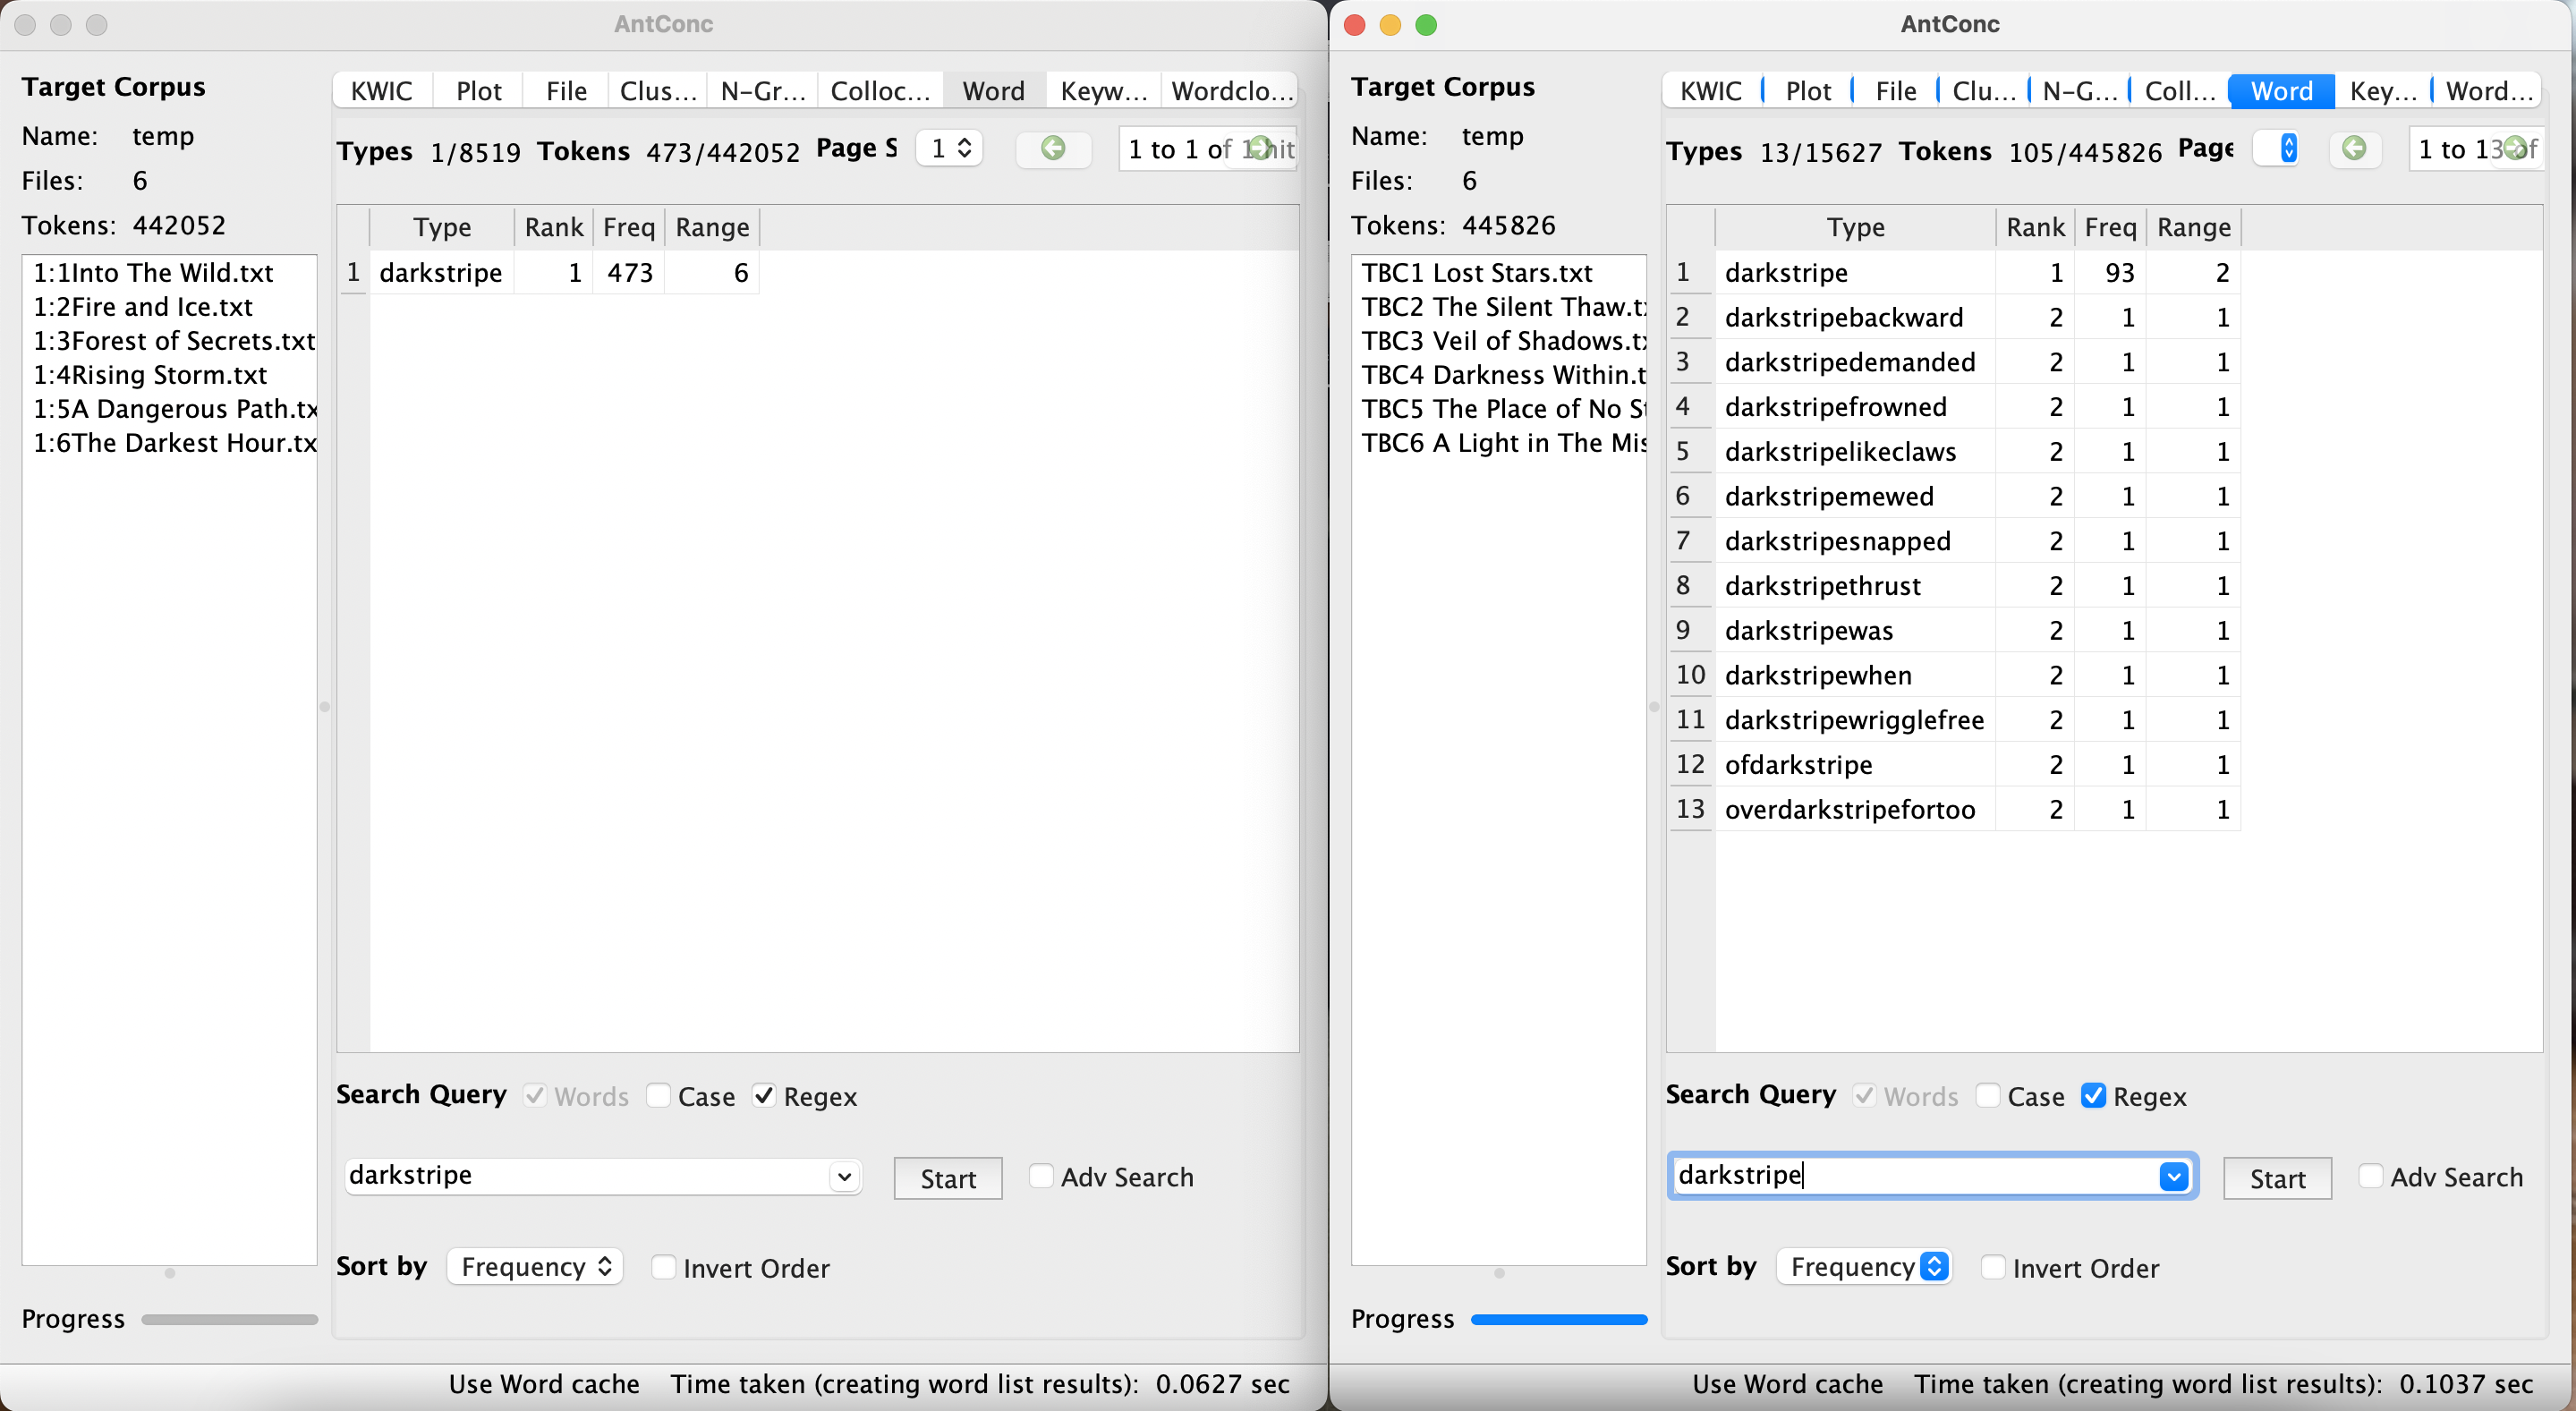 AntConc
Target Corpus
Name: temp
Files: 6
Tokens: 442052
1:1Into The Wild.txt
1:2Fire and Ice.txt
1:3Forest of Secrets.txt
1:4Rising Storm.txt
1:5A Dangerous Path.tx
1:6The Darkest Hour.tx
Progress
KWIC Plot File Clus... N-Gr... Colloc... Word Keyw... Wordclo...
Types 1/8519 Tokens 473/442052 Page S 1 1 to 1 of 1 hit
Type Rank Freq Range
1 darkstripe 1 473 6
Search Query Words Case Regex
darkstripe Start Adv Search
Sort by Frequency Invert Order
Use Word cache Time taken (creating word list results): 0.0627 sec
AntConc
Target Corpus
Name: temp
Files: 6
Tokens: 445826
TBC1 Lost Stars.txt
TBC2 The Silent Thaw.t
TBC3 Veil of Shadows.t
TBC4 Darkness Within.t
TBC5 The Place of No S
TBC6 A Light in The Mis
Progress
KWIC Plot File Clu... N-G... Coll... Word Key... Word...
Types 13/15627 Tokens 105/445826 Page 1 to 13 of
Type Rank Freq Range
1 darkstripe 1 93 2
2 darkstripebackward 2 1 1
3 darkstripedemanded 2 1 1
4 darkstripefrowned 2 1 1
5 darkstripelikeclaws 2 1 1
6 darkstripemewed 2 1 1
7 darkstripesnapped 2 1 1
8 darkstripethrust 2 1 1
9 darkstripewas 2 1 1
10 darkstripewhen 2 1 1
11 darkstripewrigglefree 2 1 1
12 ofdarkstripe 2 1 1
13 overdarkstripefortoo 2 1 1
Search Query Words Case Regex
darkstripe Start Adv Search
Sort by Frequency Invert Order
Use Word cache Time taken (creating word list results): 0.1037 sec